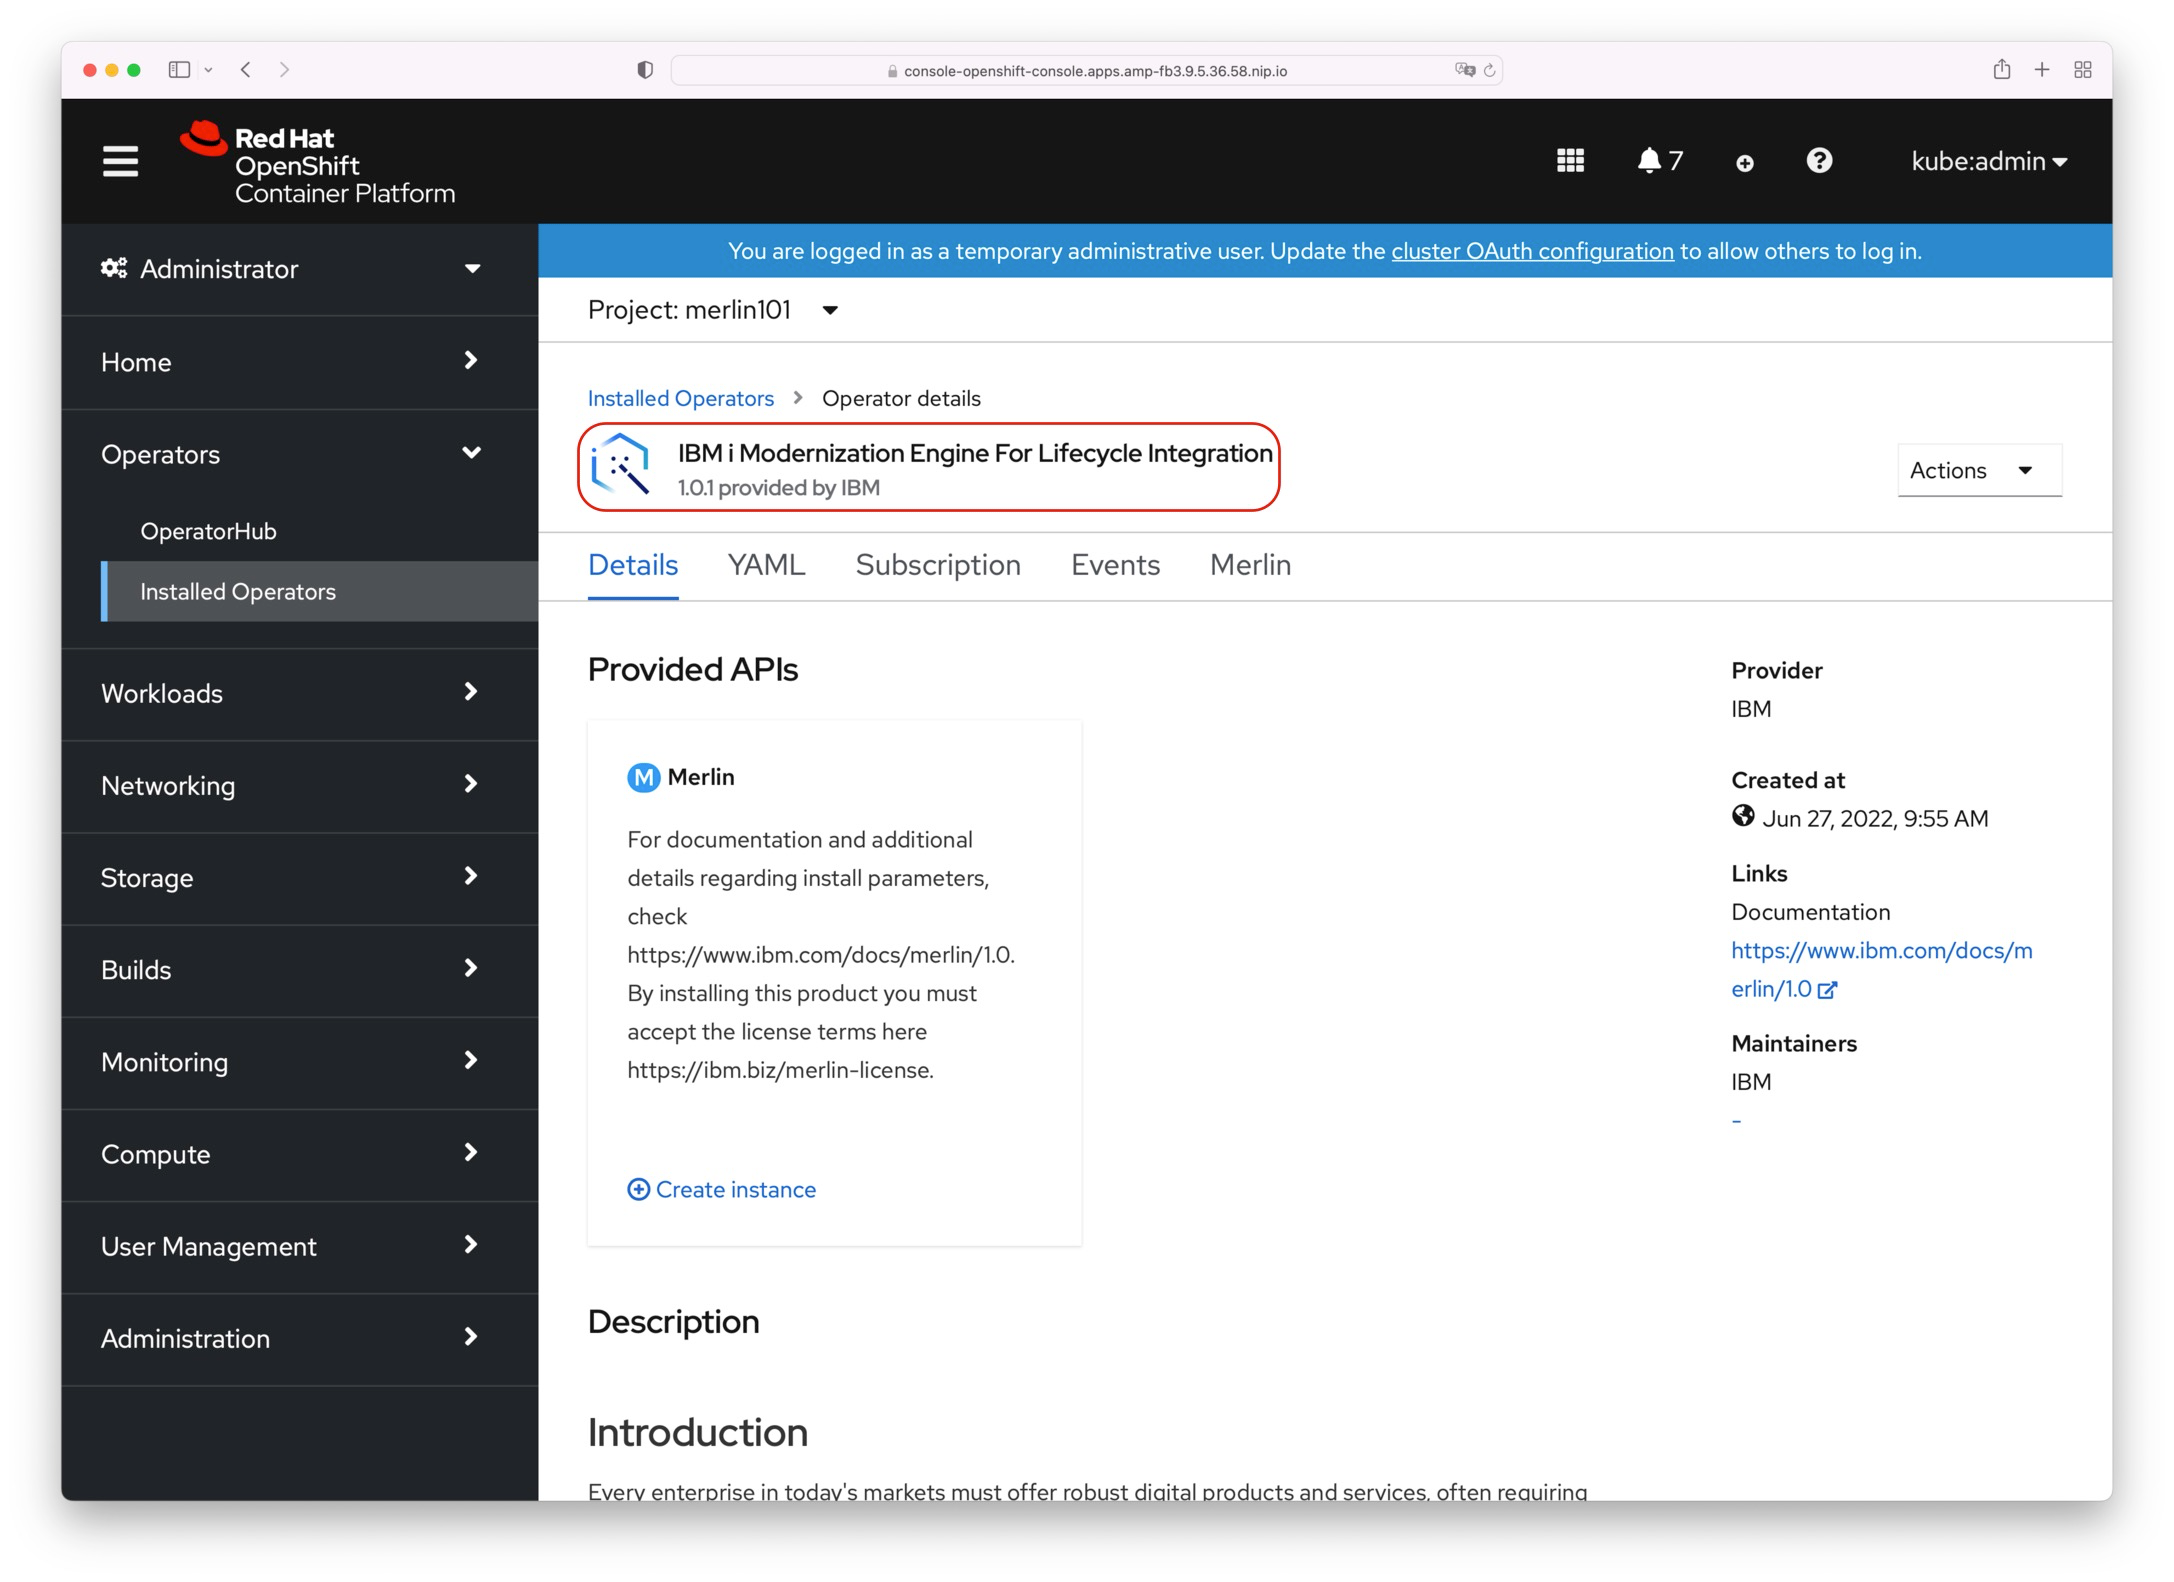 console-openshift-console.apps.amp-fb3.9.5.36.58.nip.io
Red Hat
OpenShift
Container Platform
7
kube:admin
Administrator
Home
Operators
OperatorHub
Installed Operators
Workloads
Networking
Storage
Builds
Monitoring
Compute
User Management
Administration
You are logged in as a temporary administrative user. Update the cluster OAuth configuration to allow others to log in.
Project: merlin101
Installed Operators > Operator details
IBM i Modernization Engine For Lifecycle Integration
1.0.1 provided by IBM
Actions
Details YAML Subscription Events Merlin
Provided APIs
M Merlin
For documentation and additional
details regarding install parameters,
check
https://www.ibm.com/docs/merlin/1.0.
By installing this product you must
accept the license terms here
https://ibm.biz/merlin-license.
Create instance
Provider
IBM
Created at
Jun 27, 2022, 9:55 AM
Links
Documentation
https://www.ibm.com/docs/m
erlin/1.0
Maintainers
IBM
-
Description
Introduction
Every enterprise in today's markets must offer robust digital products and services, often requiring